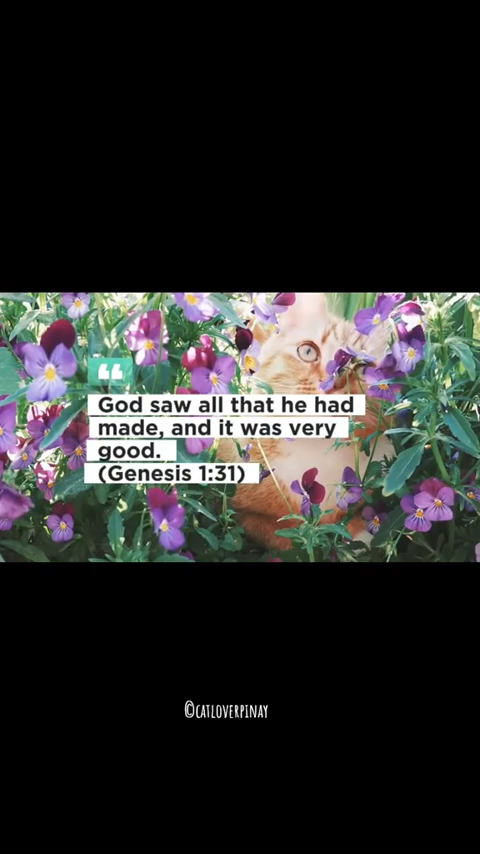 God saw all that he had
made, and it was very
good.
(Genesis 1:31)
©CATLOVERPINAY